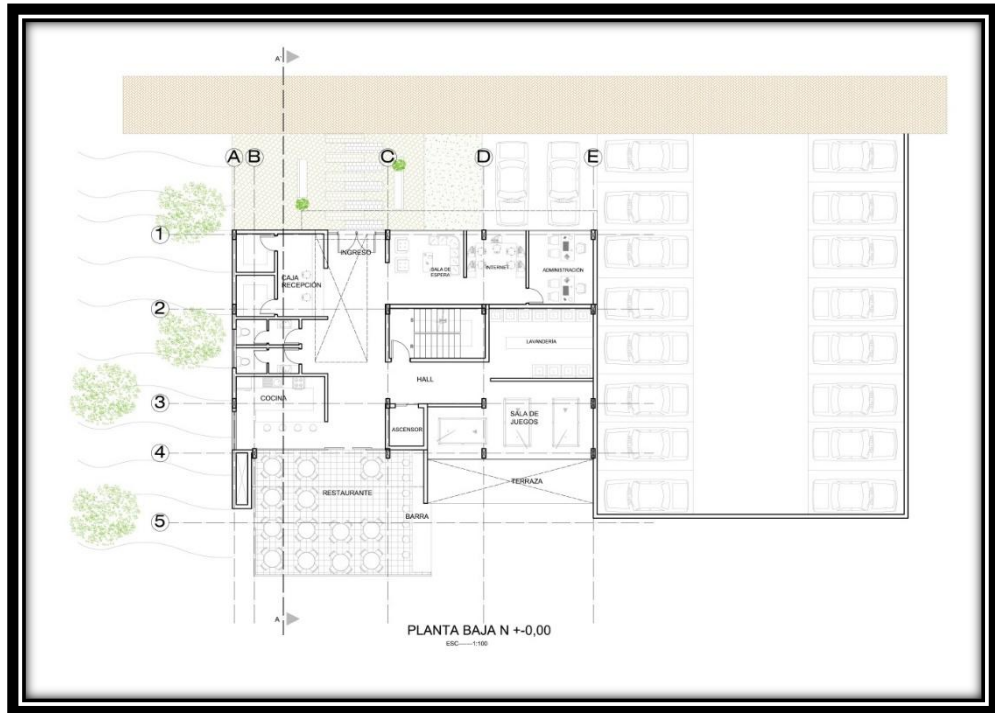 A'
A B C D E
1
INGRESO
SALA DE
ESPERA
INTERNET
ADMINISTRACIÓN
CAJA
RECEPCIÓN
2
LAVANDERÍA
HALL
COCINA
3
SALA DE
JUEGOS
ASCENSOR
4
TERRAZA
RESTAURANTE
BARRA
5
A
PLANTA BAJA N +-0,00
ESC-----1:100